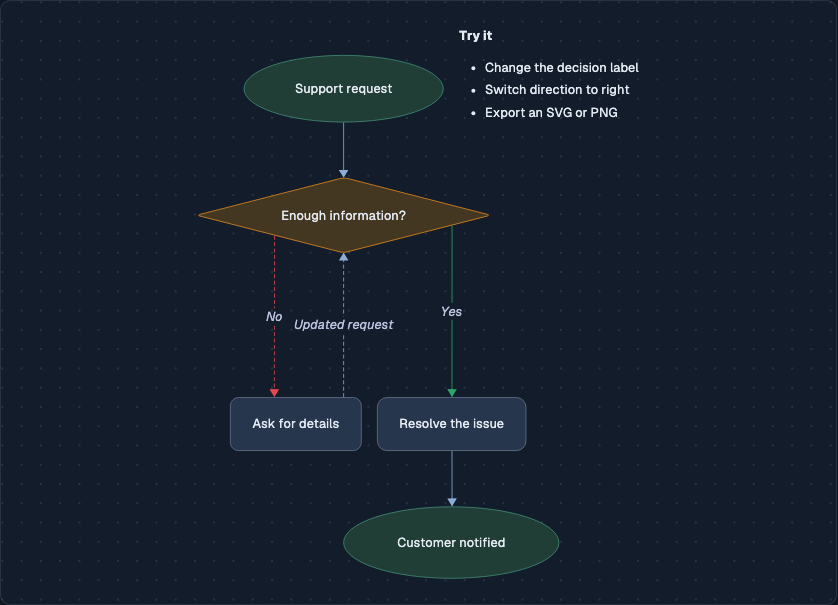 Try it
• Change the decision label
• Switch direction to right
• Export an SVG or PNG
Support request
Enough information?
No
Updated request
Yes
Ask for details
Resolve the issue
Customer notified